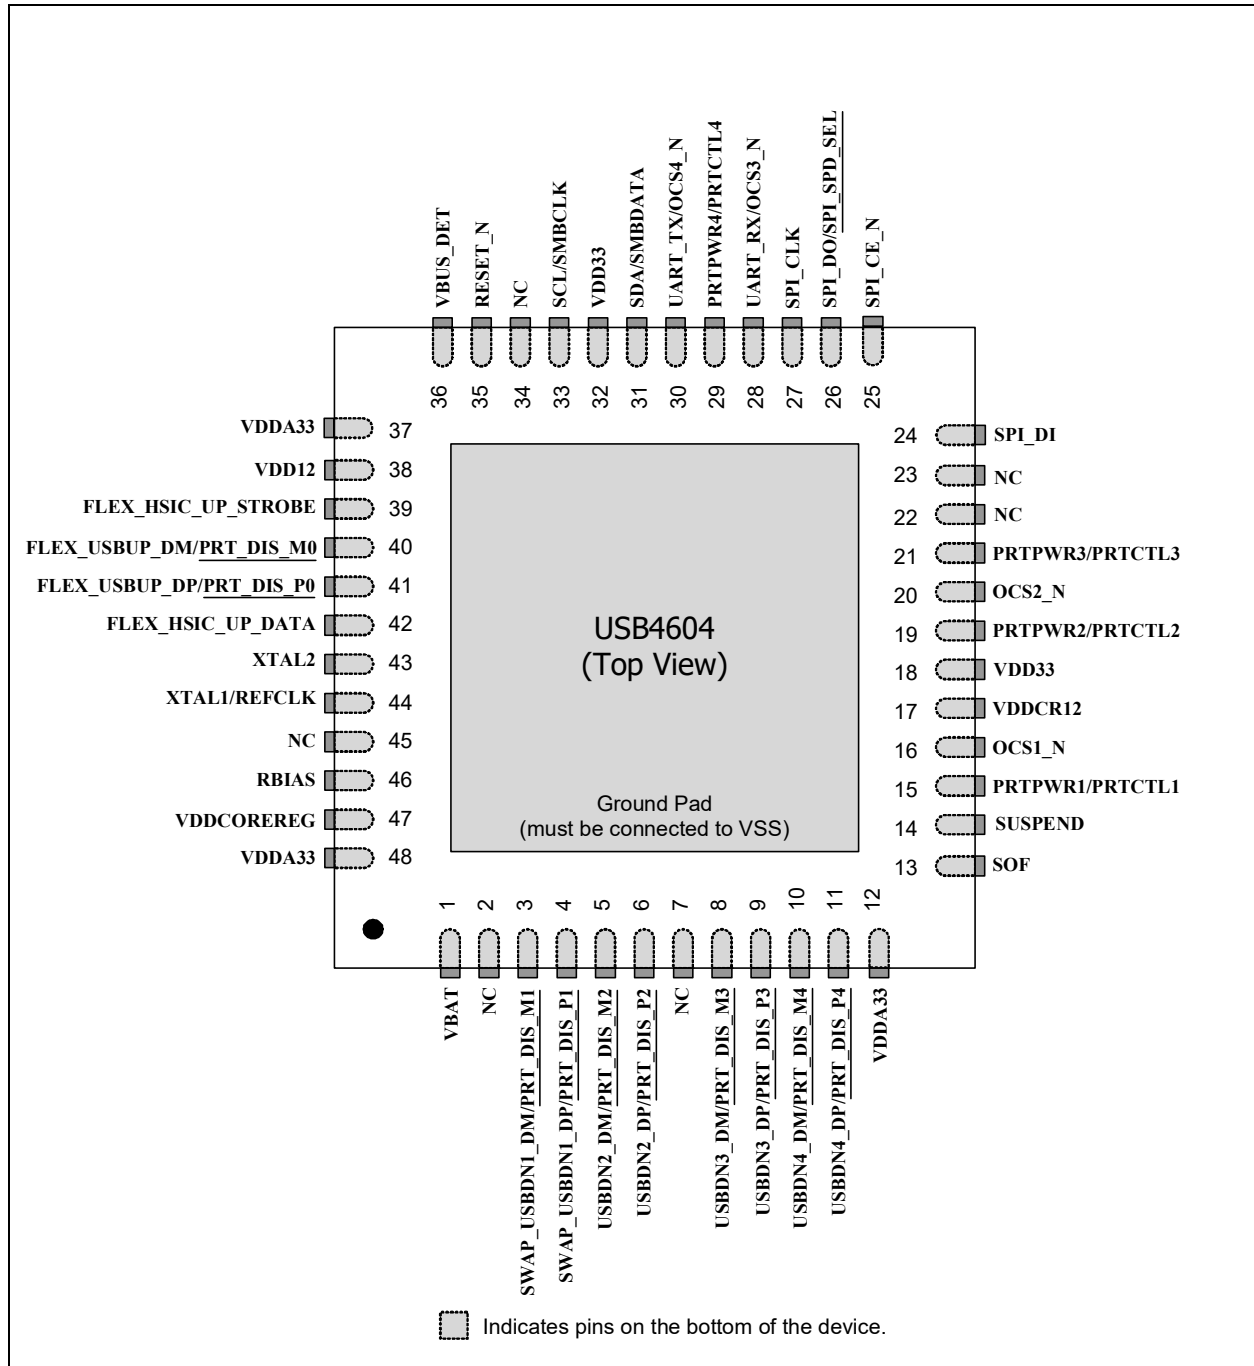 VBUS_DET
RESET_N
NC
SCL/SMBCLK
VDD33
SDA/SMBDATA
UART_TX/OCS4_N
PRTPWR4/PRTCTL4
UART_RX/OCS3_N
SPI_CLK
SPI_DO/SPI_SPD_SEL
SPI_CE_N
36
35
34
33
32
31
30
29
28
27
26
25
VDDA33 37
VDD12 38
FLEX_HSIC_UP_STROBE 39
FLEX_USBUP_DM/PRT_DIS_M0 40
FLEX_USBUP_DP/PRT_DIS_P0 41
FLEX_HSIC_UP_DATA 42
XTAL2 43
XTAL1/REFCLK 44
NC 45
RBIAS 46
VDDCOREREG 47
VDDA33 48
24 SPI_DI
23 NC
22 NC
21 PRTPWR3/PRTCTL3
20 OCS2_N
19 PRTPWR2/PRTCTL2
18 VDD33
17 VDDCR12
16 OCS1_N
15 PRTPWR1/PRTCTL1
14 SUSPEND
13 SOF
USB4604
(Top View)
Ground Pad
(must be connected to VSS)
1
2
3
4
5
6
7
8
9
10
11
12
VBAT
NC
SWAP_USBDN1_DM/PRT_DIS_M1
SWAP_USBDN1_DP/PRT_DIS_P1
USBDN2_DM/PRT_DIS_M2
USBDN2_DP/PRT_DIS_P2
NC
USBDN3_DM/PRT_DIS_M3
USBDN3_DP/PRT_DIS_P3
USBDN4_DM/PRT_DIS_M4
USBDN4_DP/PRT_DIS_P4
VDDA33
Indicates pins on the bottom of the device.